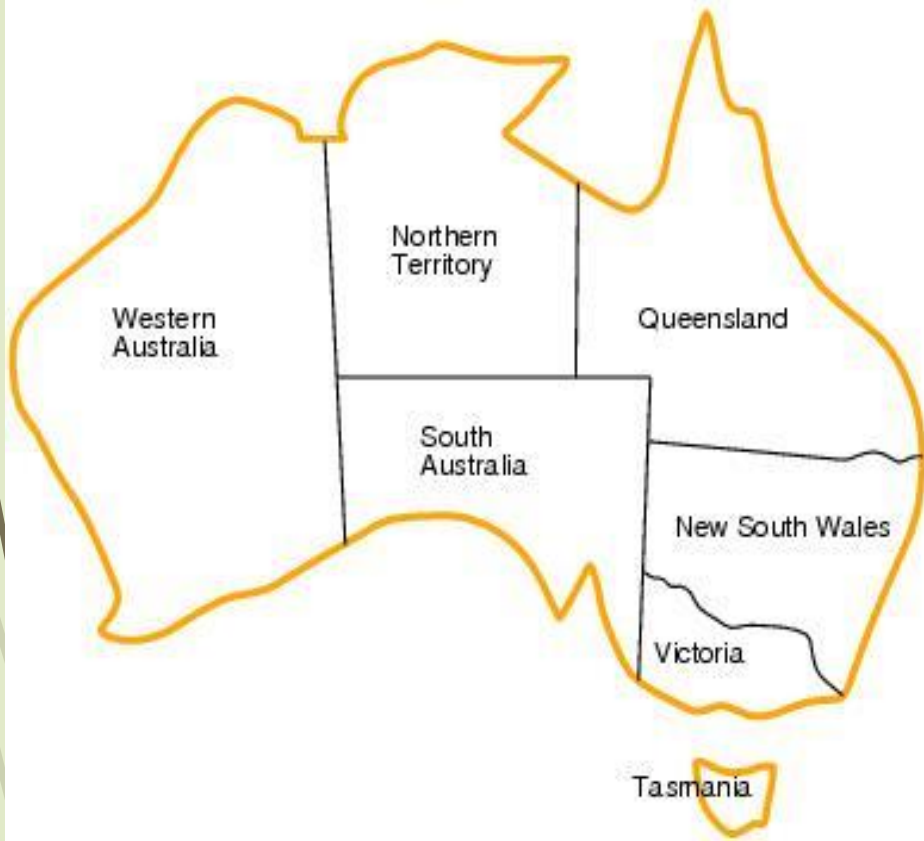 Northern
Territory
Western
Australia
Queensland
South
Australia
New South Wales
Victoria
Tasmania